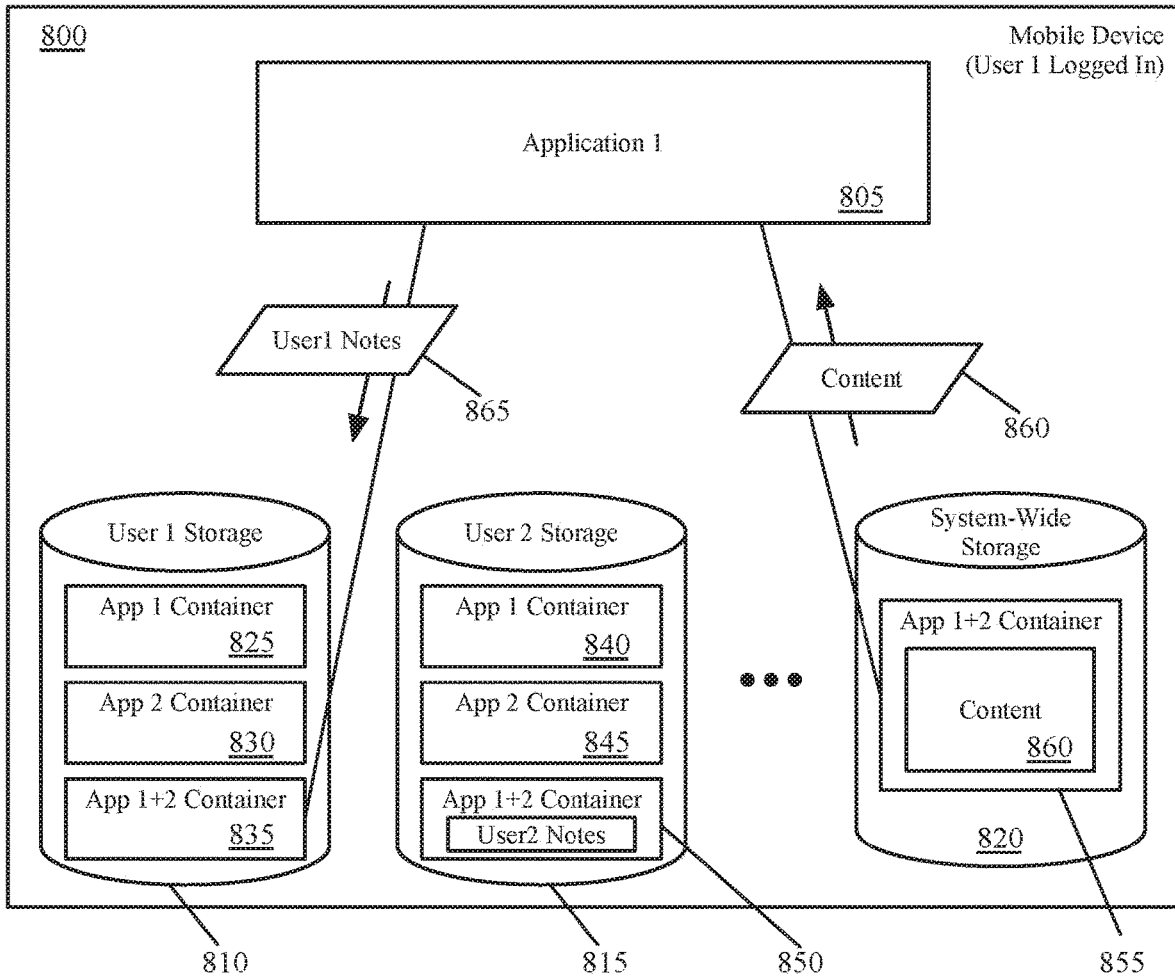 800
Mobile Device
(User 1 Logged In)
Application 1
805
User1 Notes
865
Content
860
User 1 Storage
App 1 Container
825
App 2 Container
830
App 1+2 Container
835
User 2 Storage
App 1 Container
840
App 2 Container
845
App 1+2 Container
User2 Notes
System-Wide
Storage
App 1+2 Container
Content
860
820
810
815
850
855